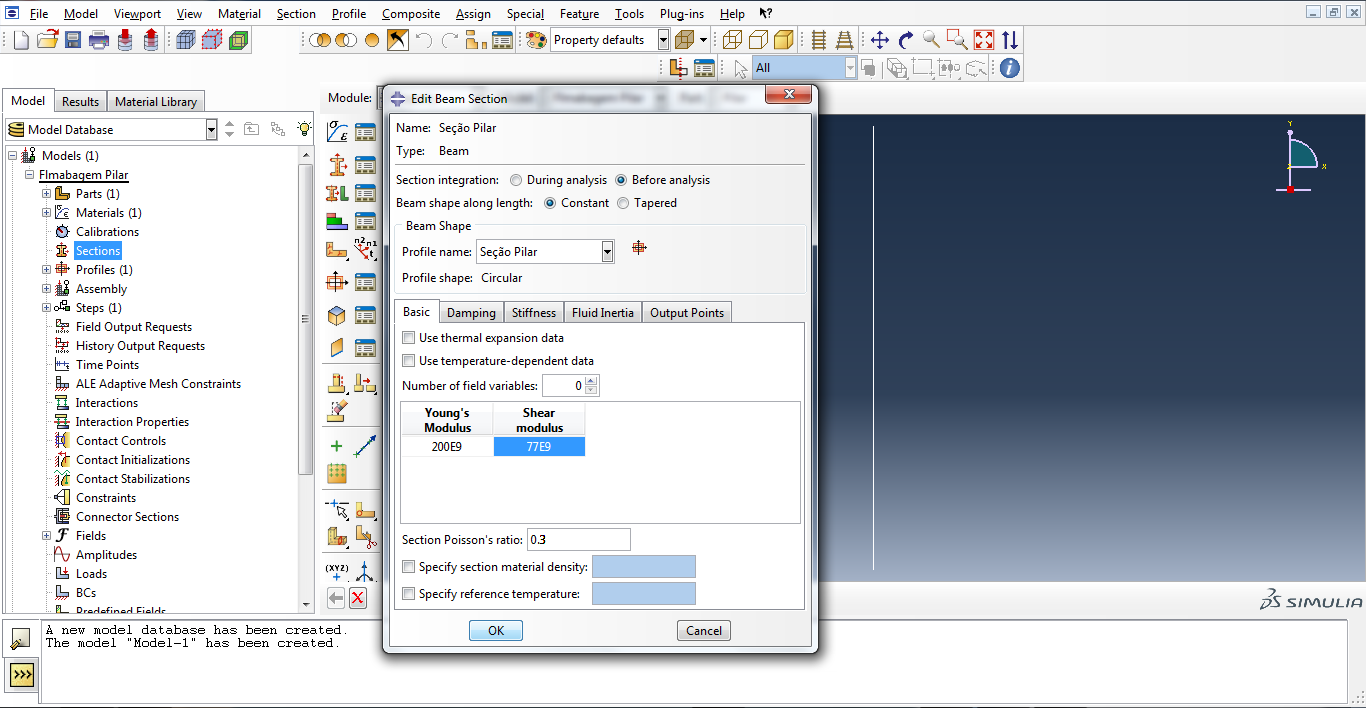 File Model Viewport View Material Section Profile Composite Assign Special Feature Tools Plug-ins Help
Property defaults
All
Model Results Material Library
Module:
Model Database
Models (1)
Flmabagem Pilar
Parts (1)
Materials (1)
Calibrations
Sections
Profiles (1)
Assembly
Steps (1)
Field Output Requests
History Output Requests
Time Points
ALE Adaptive Mesh Constraints
Interactions
Interaction Properties
Contact Controls
Contact Initializations
Contact Stabilizations
Constraints
Connector Sections
Fields
Amplitudes
Loads
BCs
Predefined Fields
(XYZ)
Edit Beam Section
Name: Seção Pilar
Type: Beam
Section integration: During analysis Before analysis
Beam shape along length: Constant Tapered
Beam Shape
Profile name: Seção Pilar
Profile shape: Circular
Basic Damping Stiffness Fluid Inertia Output Points
Use thermal expansion data
Use temperature-dependent data
Number of field variables: 0
Young's Modulus Shear modulus
200E9 77E9
Section Poisson's ratio: 0.3
Specify section material density:
Specify reference temperature:
OK Cancel
Y
X
SIMULIA
A new model database has been created.
The model "Model-1" has been created.
>>>